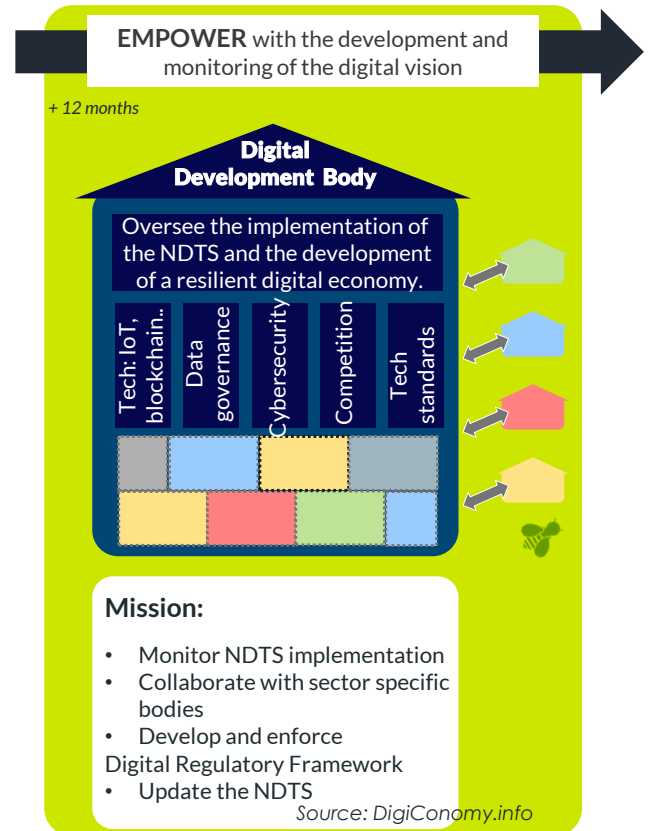 EMPOWER with the development and
monitoring of the digital vision
+ 12 months
Digital
Development Body
Oversee the implementation of
the NDTS and the development
of a resilient digital economy.
Tech: IoT,
blockchain..
Data
governance
Cybersecurity
Competition
Tech
standards
Mission:
• Monitor NDTS implementation
• Collaborate with sector specific
bodies
• Develop and enforce
Digital Regulatory Framework
• Update the NDTS
Source: DigiConomy.info